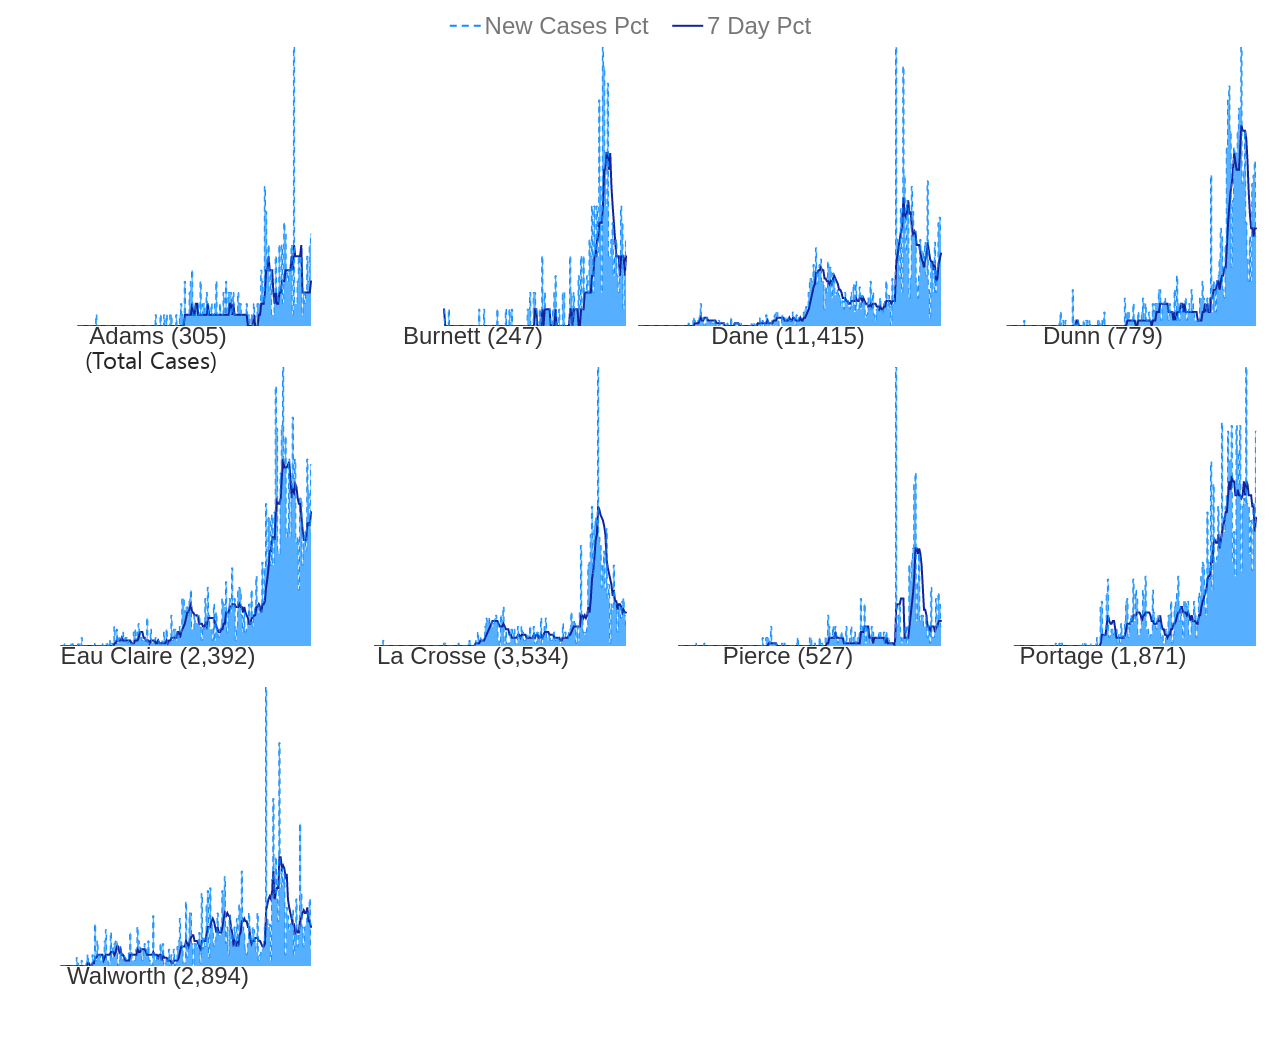 New Cases Pct 7 Day Pct
Adams (305) Burnett (247) Dane (11,415) Dunn (779)
(Total Cases)
Eau Claire (2,392) La Crosse (3,534) Pierce (527) Portage (1,871)
Walworth (2,894)